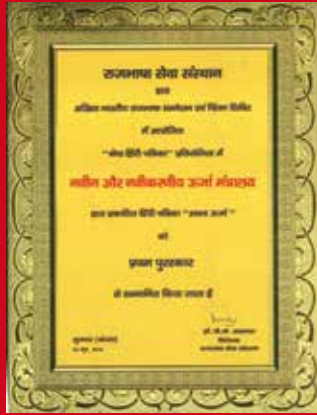 राजभाषा सेवा संस्थान
द्वारा
अखिल भारतीय राजभाषा सम्मेलन एवं चिंतन शिविर
में आयोजित
"श्रेष्ठ हिंदी पत्रिका" प्रतियोगिता में
नवीन और नवीकरणीय ऊर्जा मंत्रालय
द्वारा प्रकाशित हिंदी पत्रिका "अक्षय ऊर्जा"
को
प्रथम पुरस्कार
से सम्मानित किया जाता है